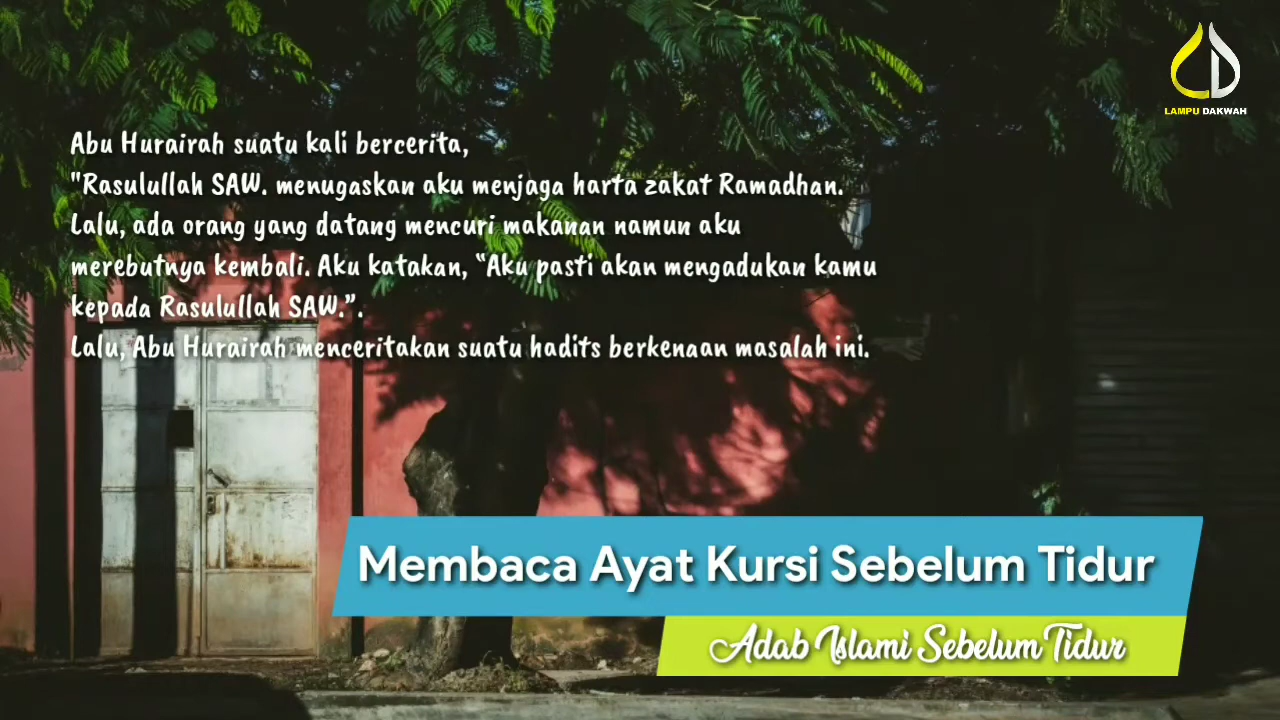 LAMPU DAKWAH
Abu Hurairah suatu kali bercerita,
"Rasulullah SAW. menugaskan aku menjaga harta zakat Ramadhan.
Lalu, ada orang yang datang mencuri makanan namun aku
merebutnya kembali. Aku katakan, “Aku pasti akan mengadukan kamu
kepada Rasulullah SAW.”.
Lalu, Abu Hurairah menceritakan suatu hadits berkenaan masalah ini.
Membaca Ayat Kursi Sebelum Tidur
Adab Islami Sebelum Tidur